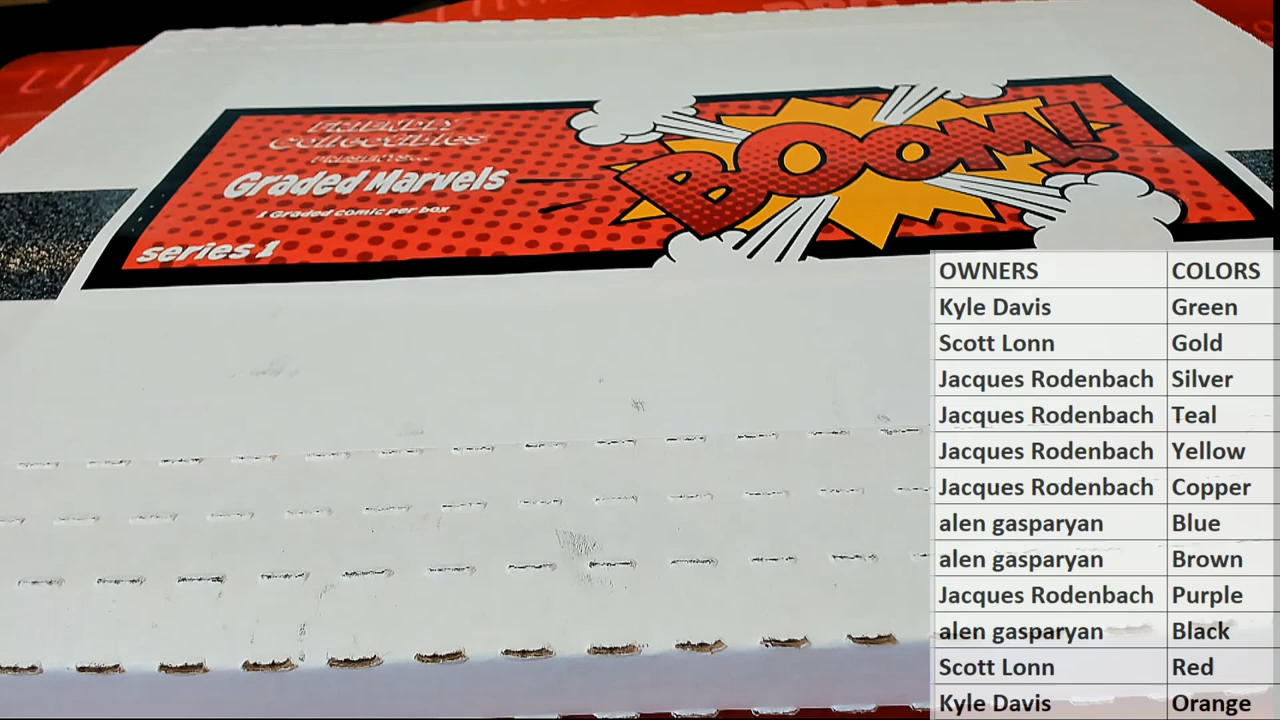 FRIENDLY
Collectibles
PRESENTS...
Graded Marvels
1 Graded comic per box
series 1
BOOM!
OWNERS COLORS
Kyle Davis Green
Scott Lonn Gold
Jacques Rodenbach Silver
Jacques Rodenbach Teal
Jacques Rodenbach Yellow
Jacques Rodenbach Copper
alen gasparyan Blue
alen gasparyan Brown
Jacques Rodenbach Purple
alen gasparyan Black
Scott Lonn Red
Kyle Davis Orange